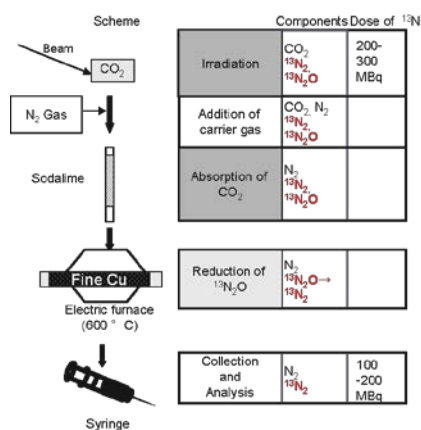 Scheme
Components Dose of ¹³N
Beam
CO₂
Irradiation
CO₂
¹³N₂,
¹³N₂O
200-
300
MBq
N₂ Gas
Addition of
carrier gas
CO₂, N₂
¹³N₂,
¹³N₂O
Sodalime
Absorption of
CO₂
N₂
¹³N₂,
¹³N₂O
Fine Cu
Electric furnace
(600 ° C)
Reduction of
¹³N₂O
N₂
¹³N₂O→
¹³N₂
Syringe
Collection
and
Analysis
N₂
¹³N₂
100
-200
MBq